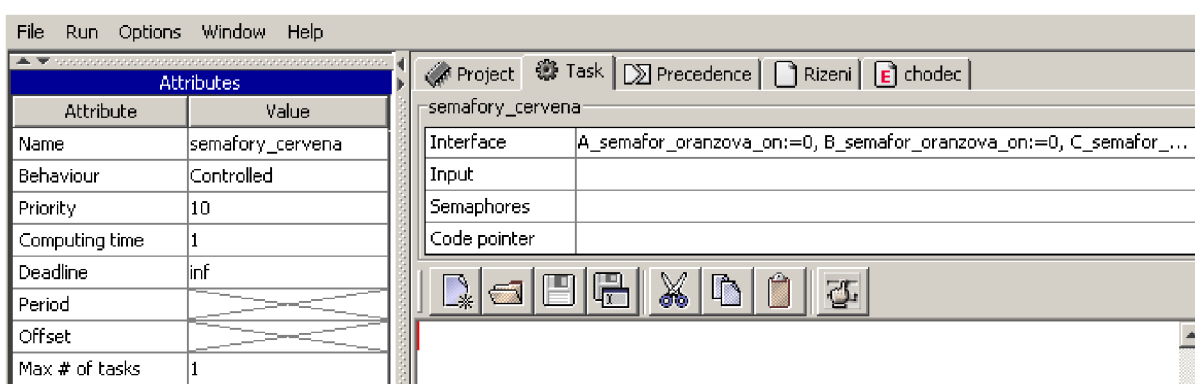 File Run Options Window Help
Attributes
Attribute Value
Name semafory_cervena
Behaviour Controlled
Priority 10
Computing time 1
Deadline inf
Period
Offset
Max # of tasks 1
Project Task Precedence Rizeni E chodec
semafory_cervena
Interface A_semafor_oranzova_on:=0, B_semafor_oranzova_on:=0, C_semafor_...
Input
Semaphores
Code pointer